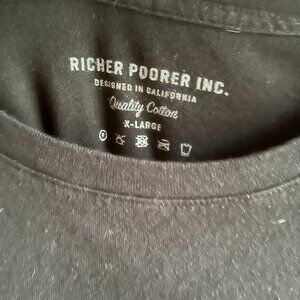 RICHER POORER INC.
DESIGNED IN CALIFORNIA
Quality Cotton
X-LARGE